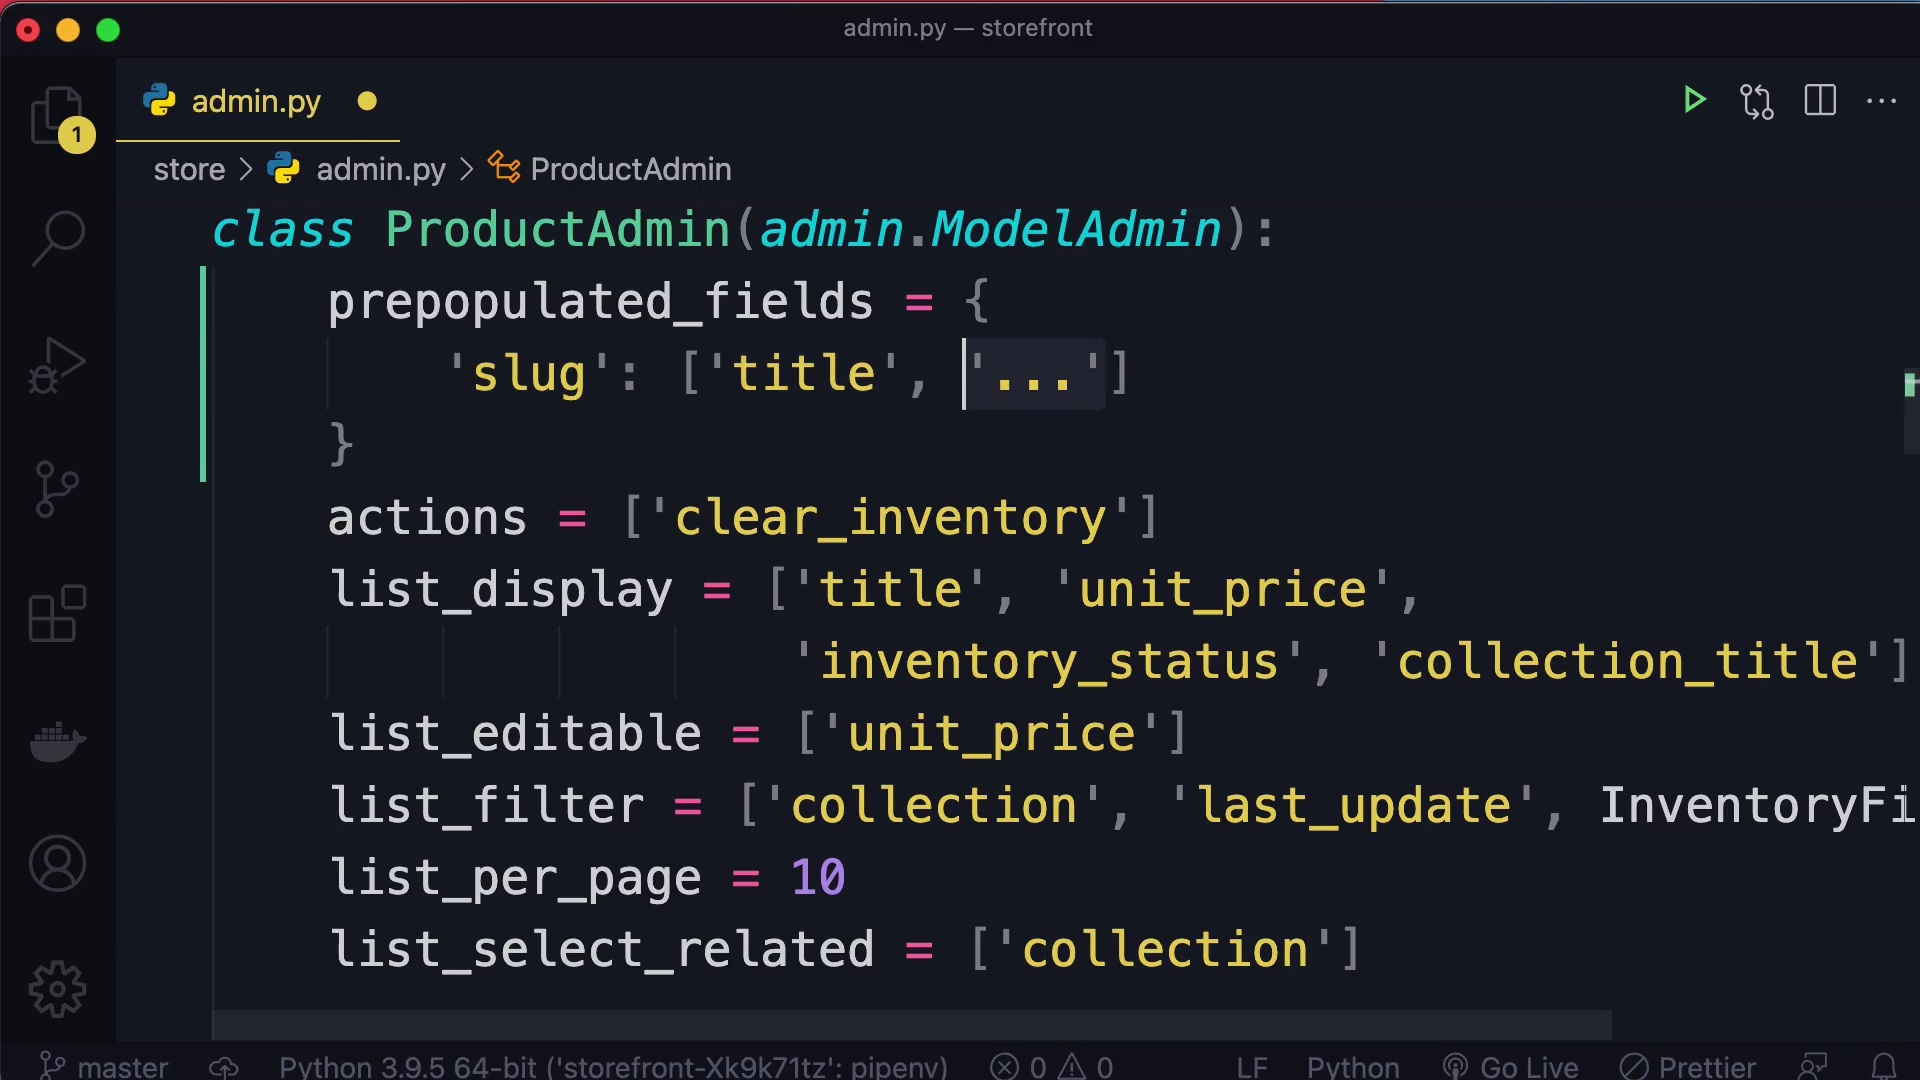 admin.py — storefront
admin.py
1
store > admin.py > ProductAdmin
class ProductAdmin(admin.ModelAdmin):
prepopulated_fields = {
'slug': ['title', '...']
}
actions = ['clear_inventory']
list_display = ['title', 'unit_price',
'inventory_status', 'collection_title']
list_editable = ['unit_price']
list_filter = ['collection', 'last_update', InventoryFi
list_per_page = 10
list_select_related = ['collection']
master Python 3.9.5 64-bit ('storefront-Xk9k71tz': pipenv) 0 0 LF Python Go Live Prettier